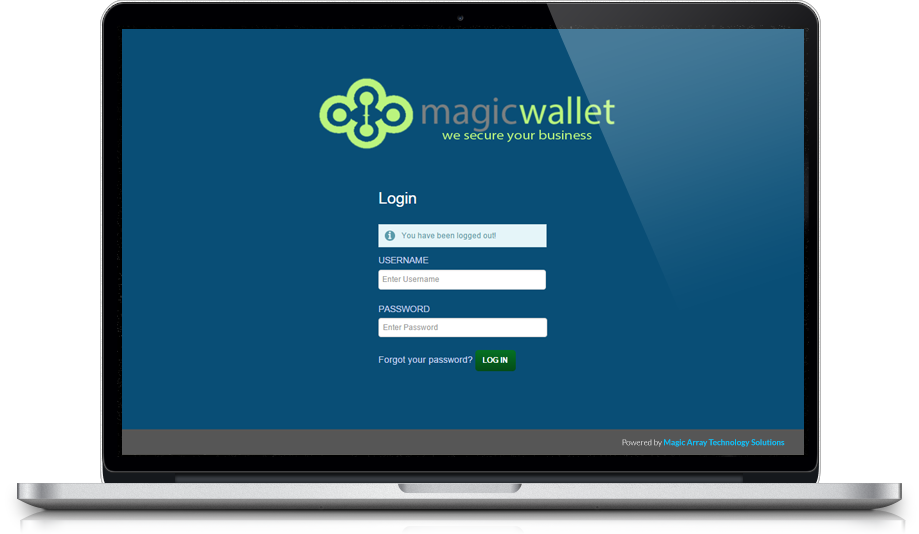 magicwallet
we secure your business
Login
You have been logged out!
USERNAME
Enter Username
PASSWORD
Enter Password
Forgot your password? LOG IN
Powered by Magic Array Technology Solutions